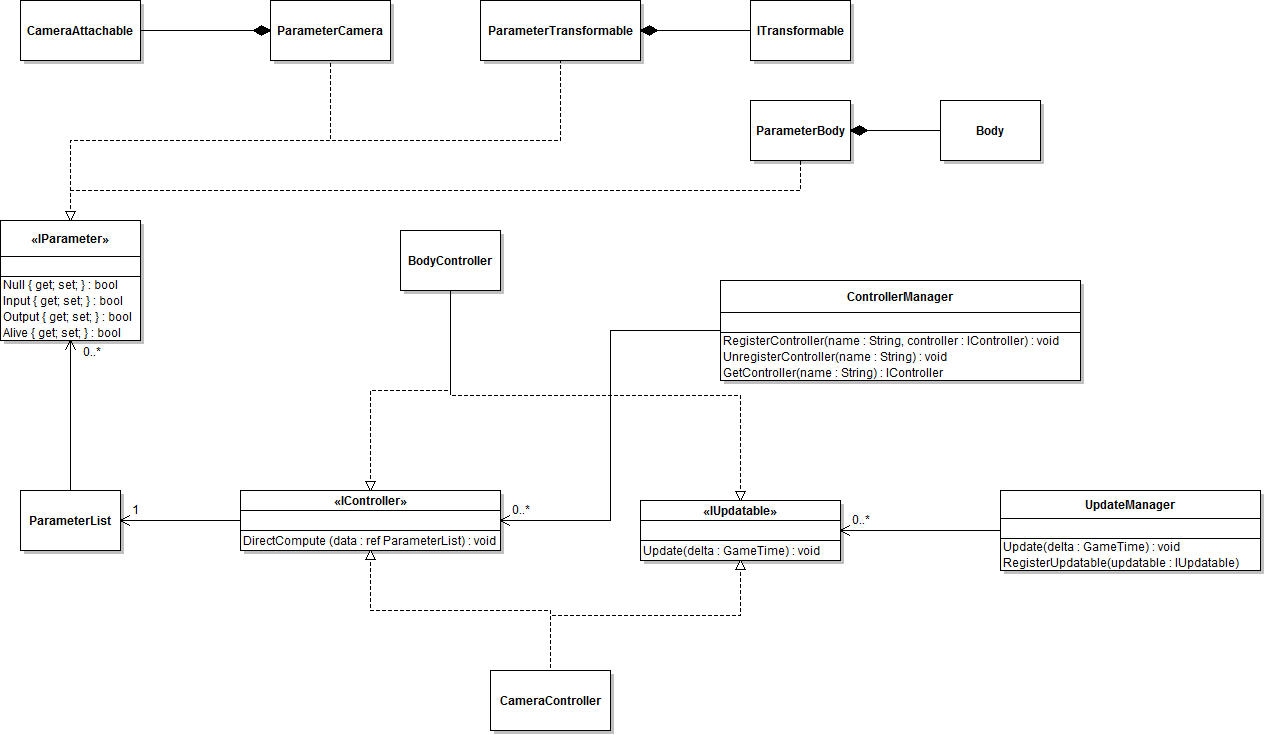 CameraAttachable
ParameterCamera
ParameterTransformable
ITransformable
ParameterBody
Body
«IParameter»
Null { get; set; } : bool
Input { get; set; } : bool
Output { get; set; } : bool
Alive { get; set; } : bool
0..*
BodyController
ControllerManager
RegisterController(name : String, controller : IController) : void
UnregisterController(name : String) : void
GetController(name : String) : IController
ParameterList
1
«IController»
DirectCompute (data : ref ParameterList) : void
0..*
«IUpdatable»
Update(delta : GameTime) : void
0..*
UpdateManager
Update(delta : GameTime) : void
RegisterUpdatable(updatable : IUpdatable)
CameraController